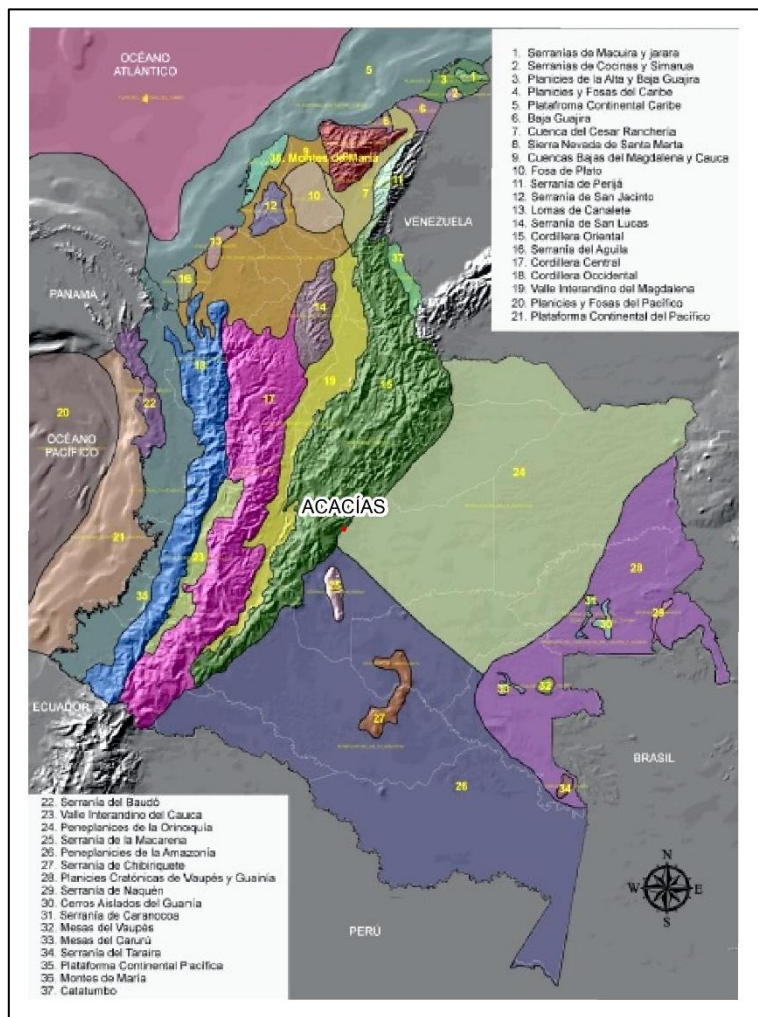 OCÉANO
ATLÁNTICO
1. Serranías de Macuira y jarara
2. Serranias de Cocinas y Simarua
3. Planicies de la Alta y Baja Guajira
4. Planicies y Fosas del Caribe
5. Platafroma Continental Caribe
6. Baja Guajira
7. Cuenca del Cesar Ranchería
8. Sierra Nevada de Santa Marta
9. Cuencas Bajas del Magdalena y Cauca
10. Fosa de Plato
11. Serranía de Perijá
12. Serranía de San Jacinto
13. Lomas de Canalete
14. Serranía de San Lucas
15. Cordillera Oriental
16. Serranía del Aguila
17. Cordillera Central
18. Cordillera Occidental
19. Valle Interandino del Magdalena
20. Planicies y Fosas del Pacífico
21. Plataforma Continental del Pacífico
5
3
1
2
6
8
9
36. Montes de María
7
11
10
12
VENEZUELA
13
37
16
PANAMÁ
14
18
19
15
17
22
20
OCÉANO
PACÍFICO
24
ACACÍAS
21
23
28
35
31
30
29
33
32
27
ECUADOR
34
26
BRASIL
PERÚ
N
W
E
S
22. Serranía del Baudó
23. Valle Interandino del Cauca
24. Peneplanices de la Orinoquia
25. Serranía de la Macarena
26. Peneplanicies de la Amazonía
27. Serranía de Chibiriquete
28. Planicies Cratónicas de Vaupés y Guainía
29. Serranía de Naquén
30. Cerros Aislados del Guanía
31. Serranía de Caranocoa
32. Mesas del Vaupés
33. Mesas del Carurú
34. Serranía del Taraira
35. Plataforma Continental Pacífica
36. Montes de María
37. Catatumbo